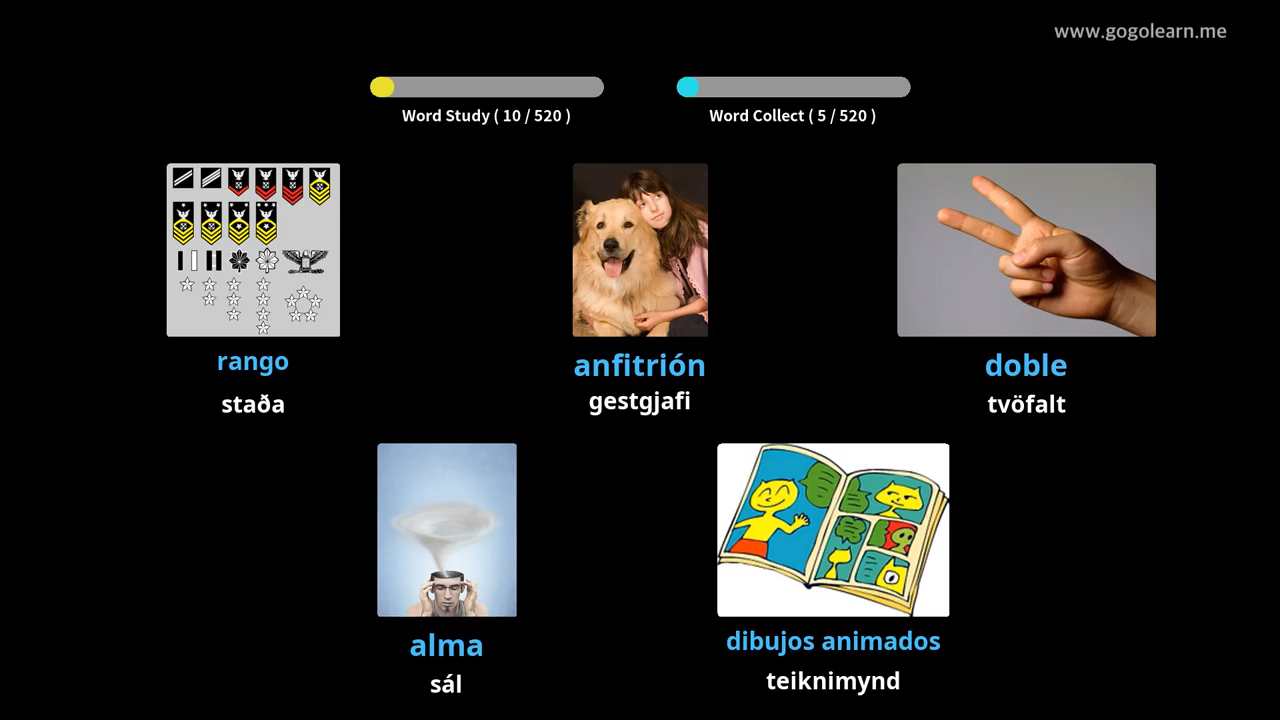 www.gogolearn.me
Word Study ( 10 / 520 )
Word Collect ( 5 / 520 )
rango
staða
anfitrión
gestgjafi
doble
tvöfalt
alma
sál
dibujos animados
teiknimynd